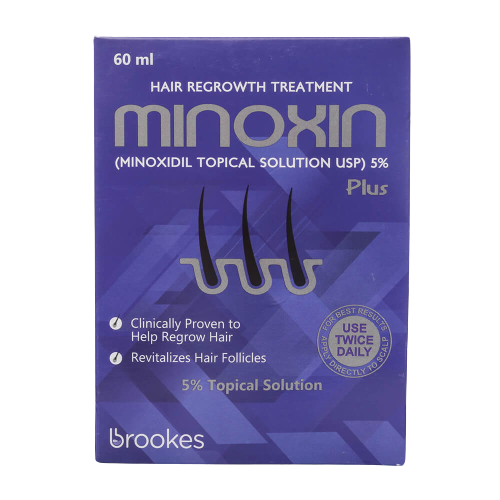 60 ml
HAIR REGROWTH TREATMENT
MINOXIN
(MINOXIDIL TOPICAL SOLUTION USP) 5%
Plus
Clinically Proven to
Help Regrow Hair
Revitalizes Hair Follicles
FOR BEST RESULTS
USE
TWICE
DAILY
APPLY DIRECTLY TO SCALP
5% Topical Solution
brookes